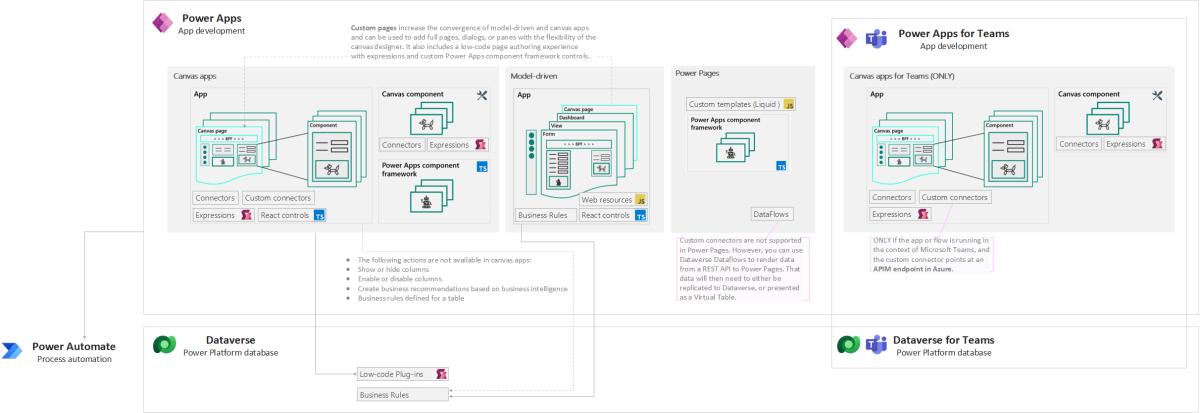 Power Apps
App development
Custom pages increase the convergence of model-driven and canvas apps
and can be used to add full pages, dialogs, or panes with the flexibility of the
canvas designer. It also includes a low-code page authoring experience
with expressions and custom Power Apps component framework controls.
Power Apps for Teams
App development
Canvas apps
App
Canvas page
BPF
Component
Connectors
Custom connectors
Expressions
React controls
TS
Canvas component
Connectors
Expressions
Power Apps component
framework
TS
Model-driven
App
Canvas page
Dashboard
View
Form
BPF
Web resources
JS
Business Rules
React controls
TS
Power Pages
Custom templates (Liquid )
JS
Power Apps component
framework
TS
DataFlows
Custom connectors are not supported
in Power Pages. However, you can use
Dataverse Dataflows to render data
from a REST API to Power Pages. That
data will then need to either be
replicated to Dataverse, or presented
as a Virtual Table.
Canvas apps for Teams (ONLY)
App
Canvas page
BPF
Component
Connectors
Custom connectors
Expressions
Canvas component
Connectors
Expressions
ONLY if the app or flow is running in
the context of Microsoft Teams, and
the custom connector points at an
APIM endpoint in Azure.
• The following actions are not available in canvas apps:
• Show or hide columns
• Enable or disable columns
• Create business recommendations based on business intelligence
• Business rules defined for a table
Power Automate
Process automation
Dataverse
Power Platform database
Low-code Plug-ins
Business Rules
Dataverse for Teams
Power Platform database